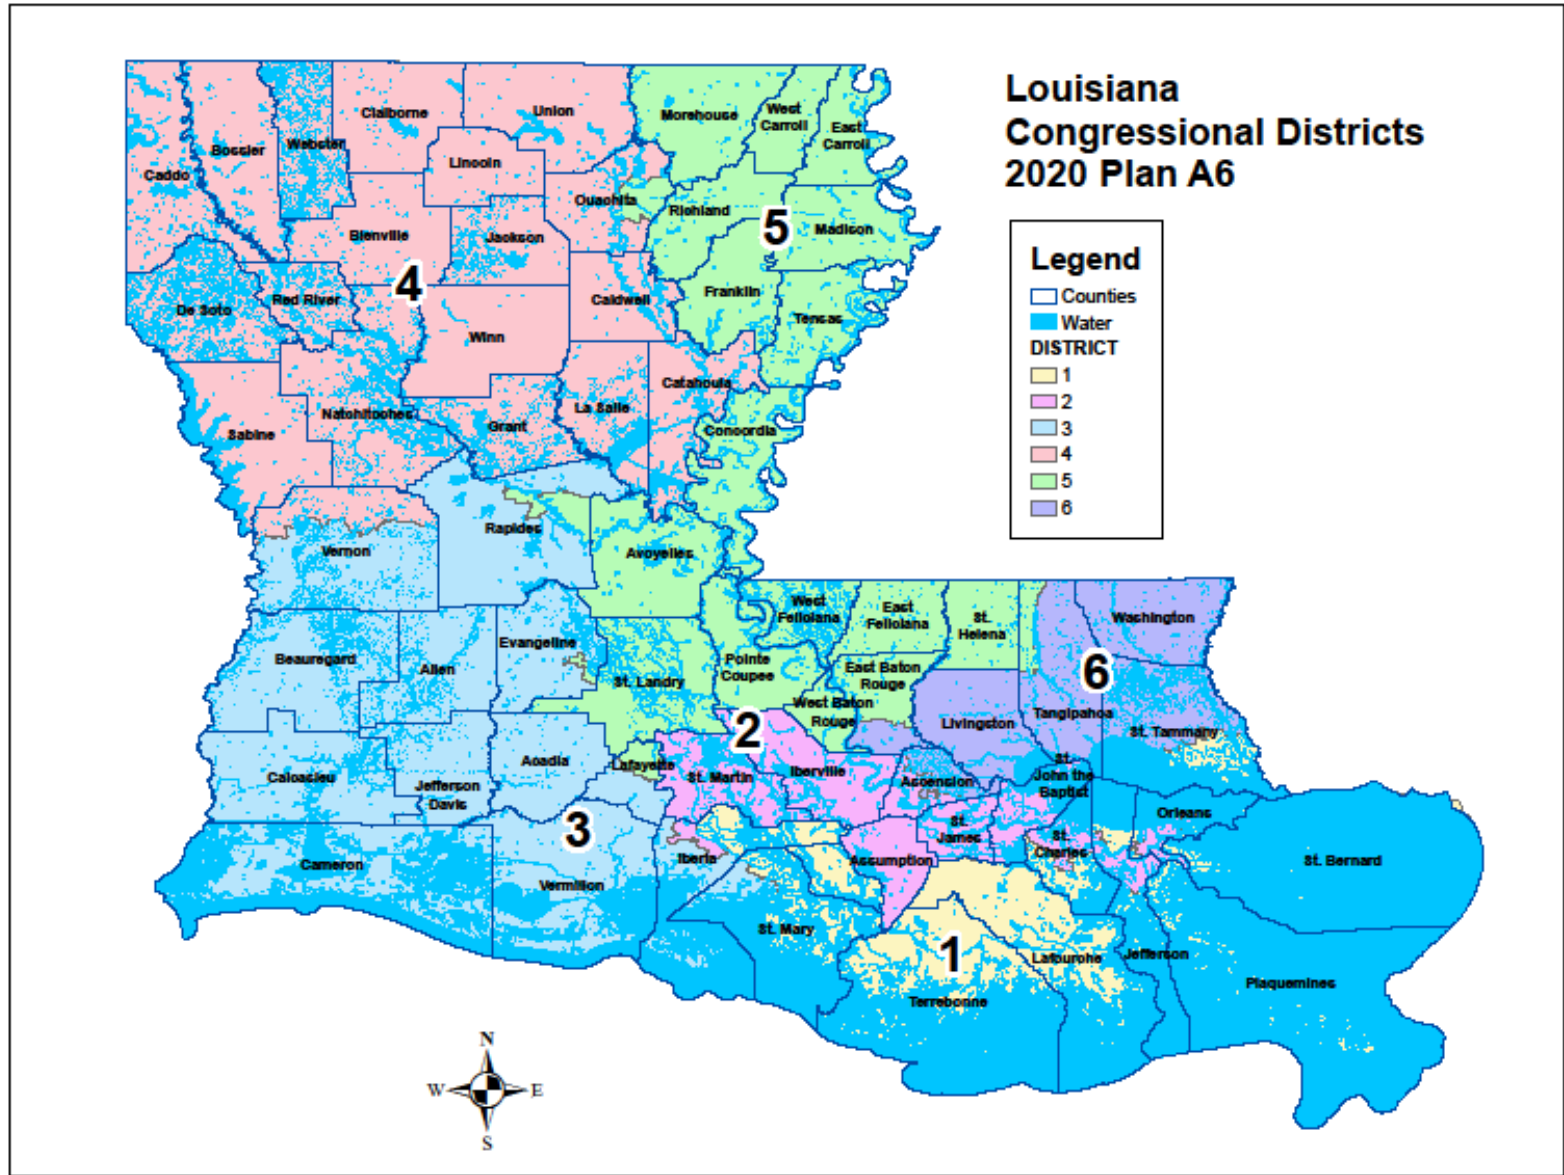 Louisiana
Congressional Districts
2020 Plan A6
Legend
Counties
Water
DISTRICT
1
2
3
4
5
6
Caddo
Bossier
Webster
Claiborne
Union
Lincoln
Ouachita
Bienville
Jackson
De Soto
Red River
4
Caldwell
Winn
Natchitoches
Sabine
Grant
La Salle
Catahoula
Morehouse
West
Carroll
East
Carroll
Richland
5
Madison
Franklin
Tensas
Concordia
Vernon
Rapides
Avoyelles
Beauregard
Allen
Evangeline
St. Landry
Pointe
Coupee
West
Feliciana
East
Feliciana
St.
Helena
Washington
East Baton
Rouge
West Baton
Rouge
Livingston
6
Tangipahoa
St. Tammany
Calcasieu
Jefferson
Davis
Acadia
Lafayette
2
St. Martin
Iberville
Ascension
St.
John the
Baptist
Orleans
St.
James
St.
Charles
Assumption
Cameron
3
Vermilion
Iberia
St. Mary
1
Terrebonne
Lafourche
Jefferson
Plaquemines
St. Bernard
N
W
E
S